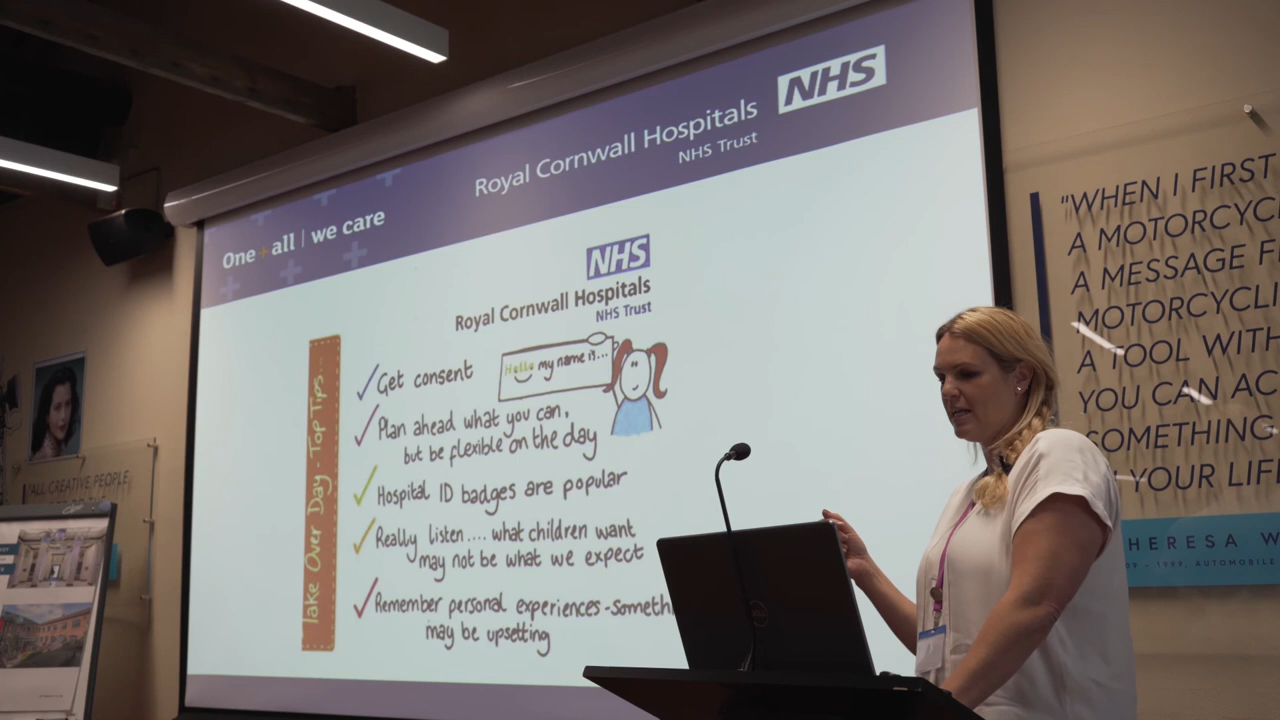 NHS
Royal Cornwall Hospitals
NHS Trust
One+all | we care
NHS
Royal Cornwall Hospitals
NHS Trust
Take Over Day - Top Tips...
Hello my name is...
Get consent
Plan ahead what you can,
but be flexible on the day
Hospital ID badges are popular
Really listen.... what children want
may not be what we expect
Remember personal experiences - someth
may be upsetting
"WHEN I FIRST
A MOTORCYC
A MESSAGE F
MOTORCYCLI
A TOOL WITH
YOU CAN AC
SOMETHING
YOUR LIFE
THERESA W
1999, AUTOMOBILE
"ALL CREATIVE PEOPLE